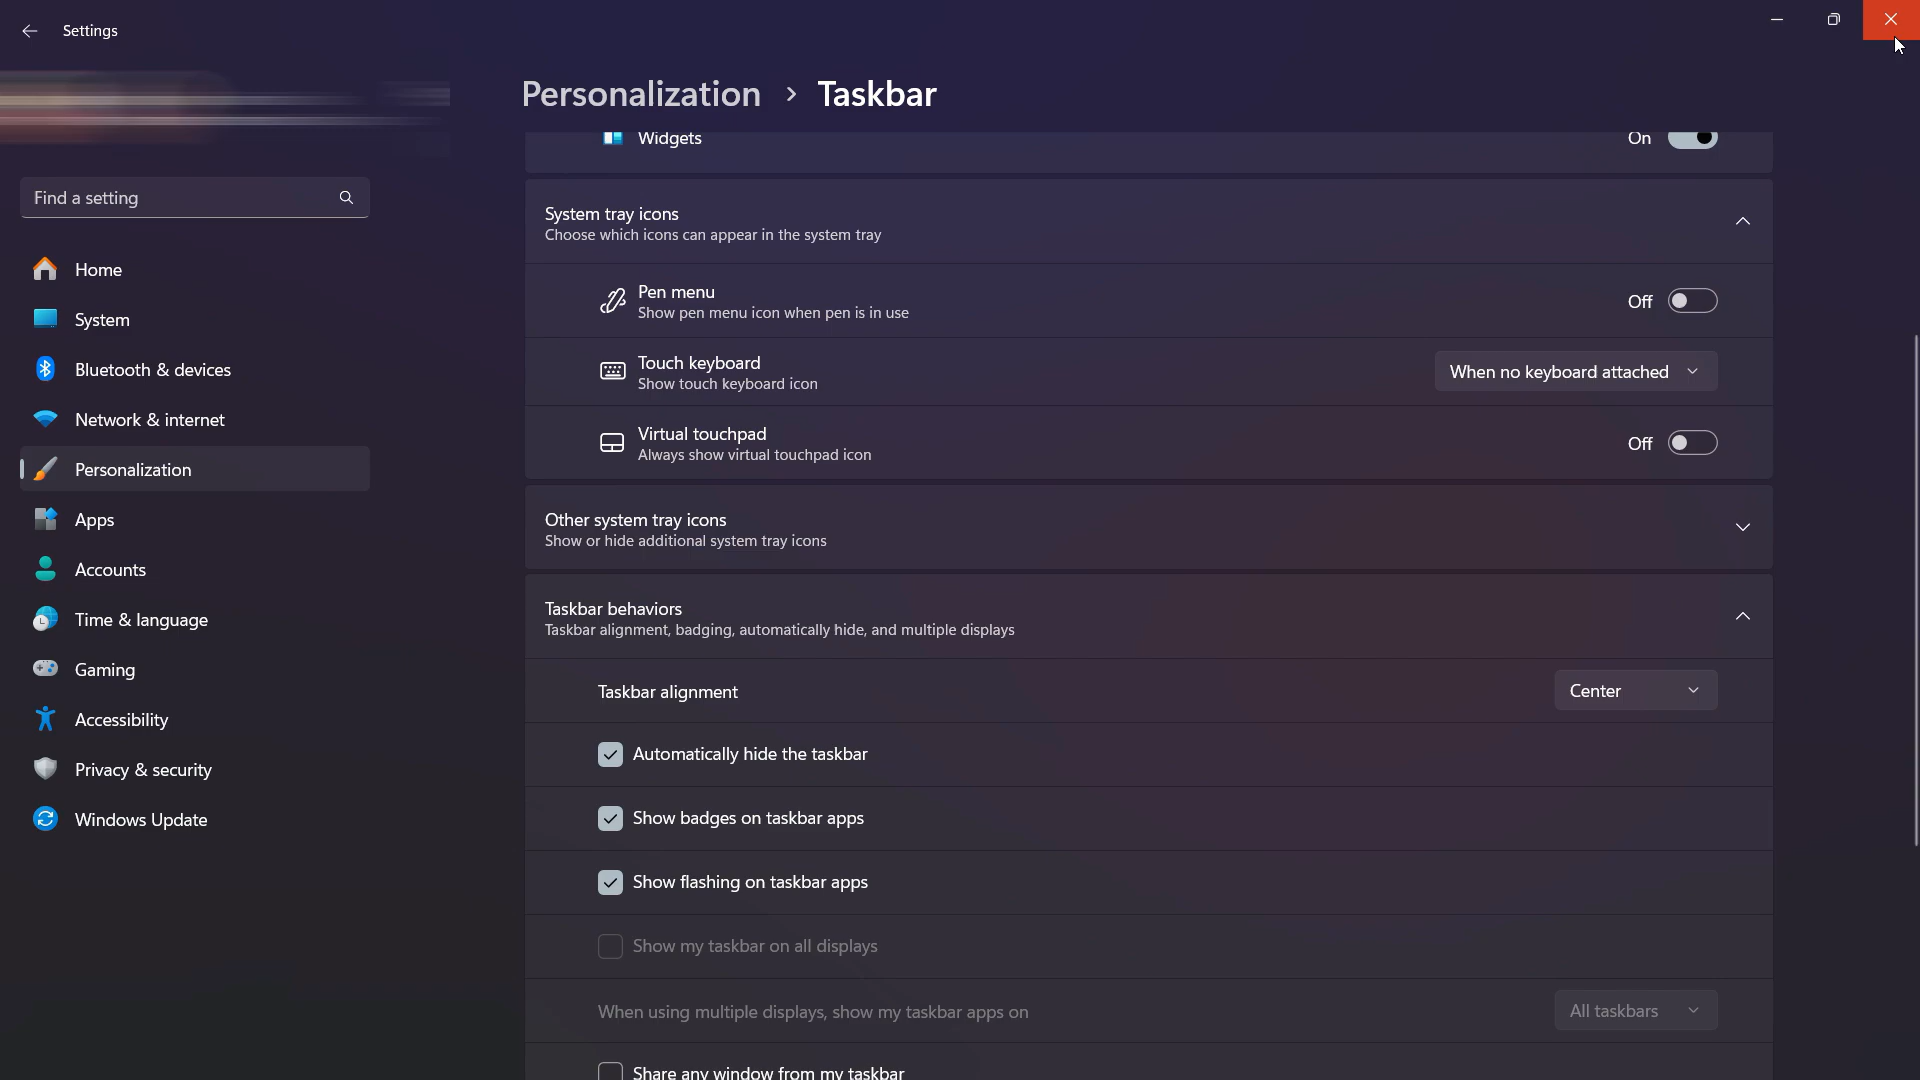 Settings
Personalization > Taskbar
Find a setting
Home
System
Bluetooth & devices
Network & internet
Personalization
Apps
Accounts
Time & language
Gaming
Accessibility
Privacy & security
Windows Update
Widgets On
System tray icons
Choose which icons can appear in the system tray
Pen menu
Show pen menu icon when pen is in use
Off
Touch keyboard
Show touch keyboard icon
When no keyboard attached
Virtual touchpad
Always show virtual touchpad icon
Off
Other system tray icons
Show or hide additional system tray icons
Taskbar behaviors
Taskbar alignment, badging, automatically hide, and multiple displays
Taskbar alignment Center
Automatically hide the taskbar
Show badges on taskbar apps
Show flashing on taskbar apps
Show my taskbar on all displays
When using multiple displays, show my taskbar apps on All taskbars
Share any window from my taskbar